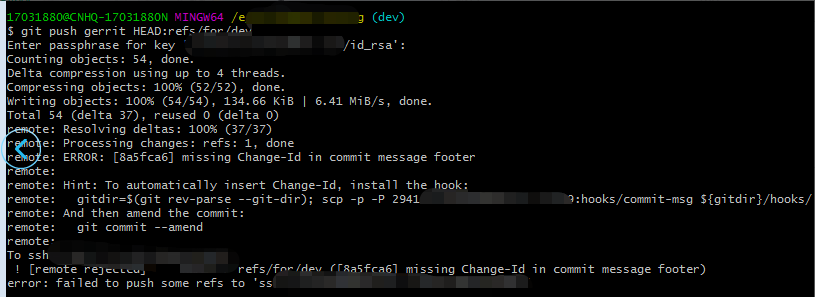 17031880@CNHQ-17031880N MINGW64 /e g (dev)
$ git push gerrit HEAD:refs/for/dev
Enter passphrase for key ' /id_rsa':
Counting objects: 54, done.
Delta compression using up to 4 threads.
Compressing objects: 100% (52/52), done.
Writing objects: 100% (54/54), 134.66 KiB | 6.41 MiB/s, done.
Total 54 (delta 37), reused 0 (delta 0)
remote: Resolving deltas: 100% (37/37)
remote: Processing changes: refs: 1, done
remote: ERROR: [8a5fca6] missing Change-Id in commit message footer
remote:
remote: Hint: To automatically insert Change-Id, install the hook:
remote:   gitdir=$(git rev-parse --git-dir); scp -p -P 2941 :hooks/commit-msg ${gitdir}/hooks/
remote: And then amend the commit:
remote:   git commit --amend
remote:
To ssh
 ! [remote rejected] refs/for/dev ([8a5fca6] missing Change-Id in commit message footer)
error: failed to push some refs to 'ss